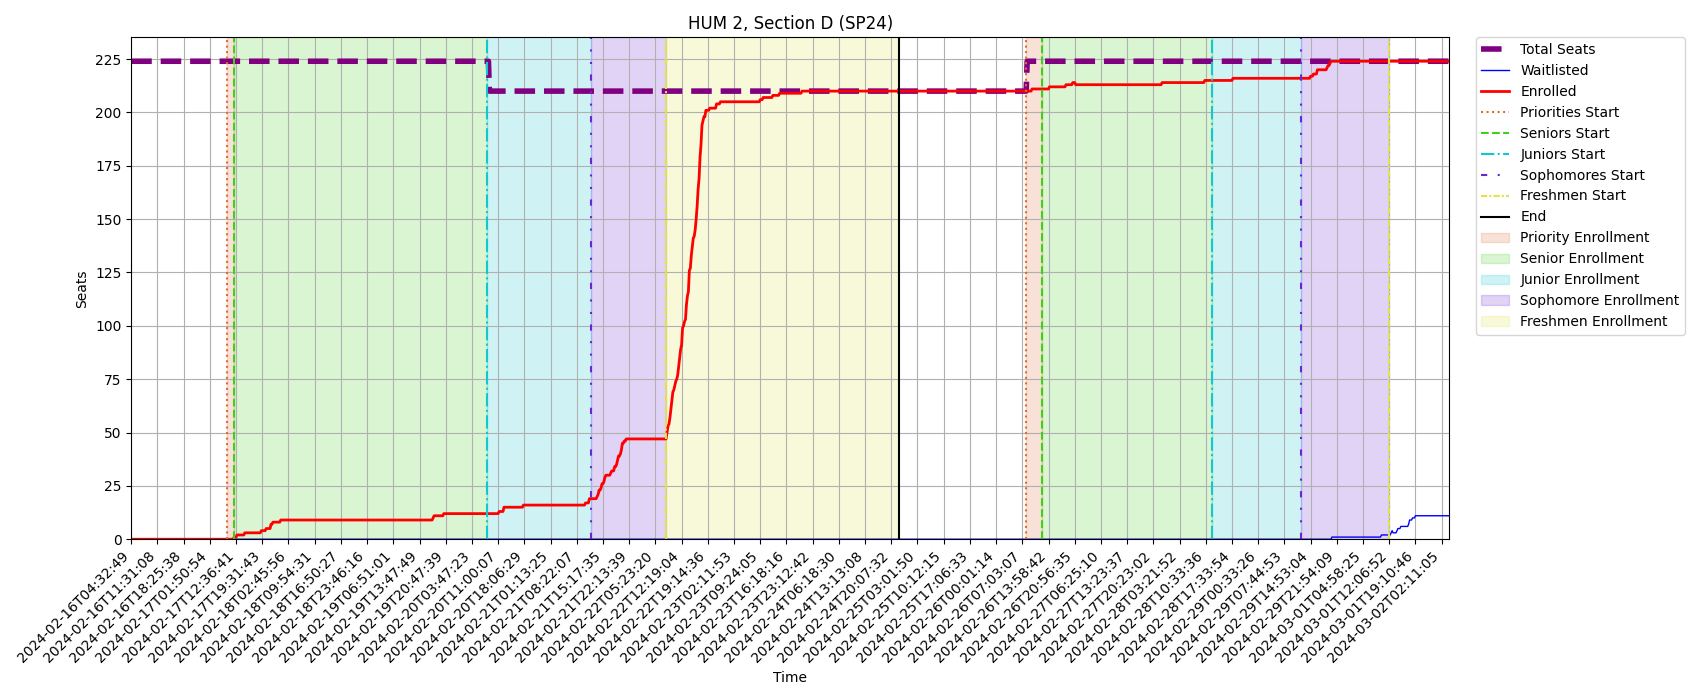 HUM 2, Section D (SP24)
Seats
225
200
175
150
125
100
75
50
25
0
2024-02-16T04:32:49
2024-02-16T11:31:08
2024-02-16T18:25:38
2024-02-17T01:50:54
2024-02-17T12:36:41
2024-02-17T19:31:43
2024-02-18T02:45:56
2024-02-18T09:54:31
2024-02-18T16:50:27
2024-02-18T23:46:16
2024-02-19T06:51:01
2024-02-19T13:47:49
2024-02-19T20:47:39
2024-02-20T03:47:23
2024-02-20T11:00:07
2024-02-20T18:06:29
2024-02-21T01:13:25
2024-02-21T08:22:07
2024-02-21T15:17:35
2024-02-21T22:13:39
2024-02-22T05:23:20
2024-02-22T12:19:04
2024-02-22T19:14:36
2024-02-23T02:11:53
2024-02-23T09:24:05
2024-02-23T16:18:16
2024-02-23T23:12:42
2024-02-24T06:18:30
2024-02-24T13:13:08
2024-02-24T20:07:32
2024-02-25T03:01:50
2024-02-25T10:12:15
2024-02-25T17:06:33
2024-02-26T00:01:14
2024-02-26T07:03:07
2024-02-26T13:58:42
2024-02-26T20:56:35
2024-02-27T06:25:10
2024-02-27T13:23:37
2024-02-27T20:23:02
2024-02-28T03:21:52
2024-02-28T10:33:36
2024-02-28T17:33:54
2024-02-29T00:33:26
2024-02-29T07:44:53
2024-02-29T14:53:04
2024-02-29T21:54:09
2024-03-01T04:58:25
2024-03-01T12:06:52
2024-03-01T19:10:46
2024-03-02T02:11:05
Time
Total Seats
Waitlisted
Enrolled
Priorities Start
Seniors Start
Juniors Start
Sophomores Start
Freshmen Start
End
Priority Enrollment
Senior Enrollment
Junior Enrollment
Sophomore Enrollment
Freshmen Enrollment